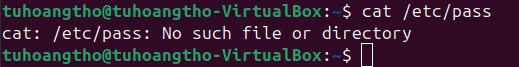 tuhoangtho@tuhoangtho-VirtualBox:~$ cat /etc/pass
cat: /etc/pass: No such file or directory
tuhoangtho@tuhoangtho-VirtualBox:~$